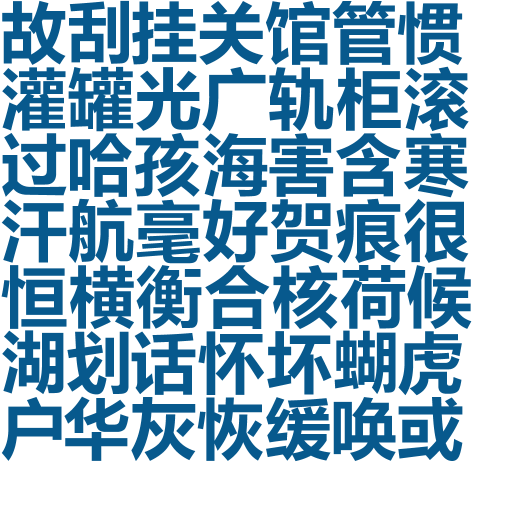 故刮挂关馆管惯
灌罐光广轨柜滚
过哈孩海害含寒
汗航毫好贺痕很
恒横衡合核荷候
湖划话怀坏蝴虎
户华灰恢缓唤或